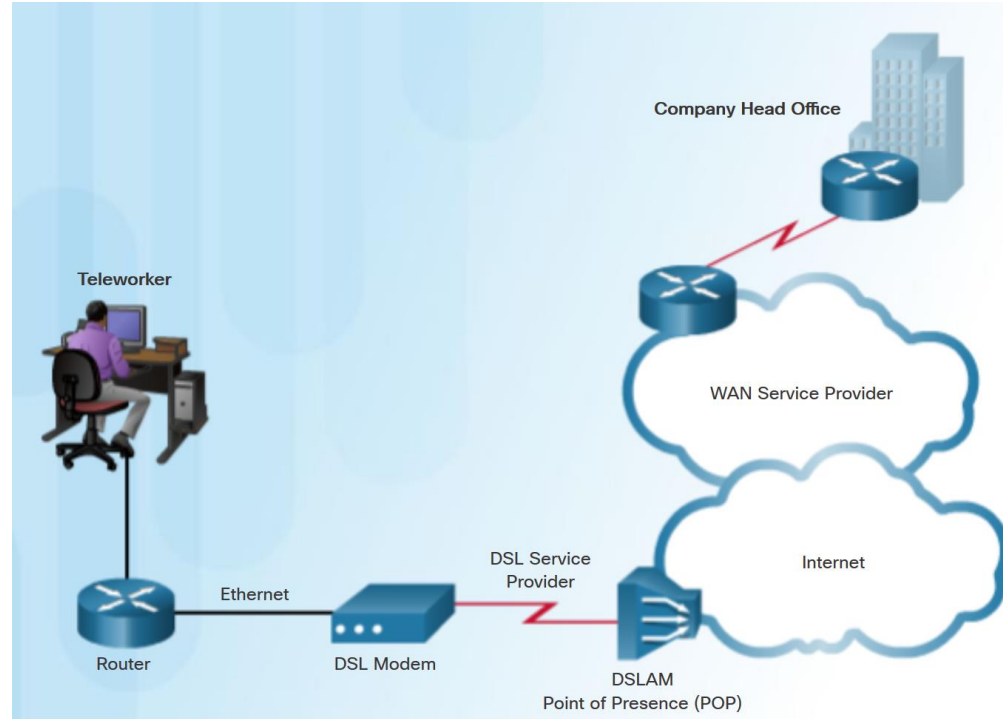 Company Head Office
Teleworker
WAN Service Provider
Internet
DSL Service
Provider
Ethernet
Router
DSL Modem
DSLAM
Point of Presence (POP)